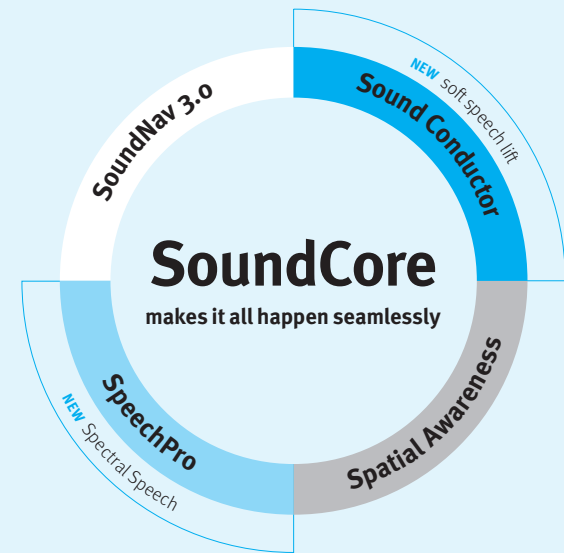 SoundNav 3.0
Sound Conductor
NEW soft speech lift
SoundCore
makes it all happen seamlessly
SpeechPro
NEW Spectral Speech
Spatial Awareness